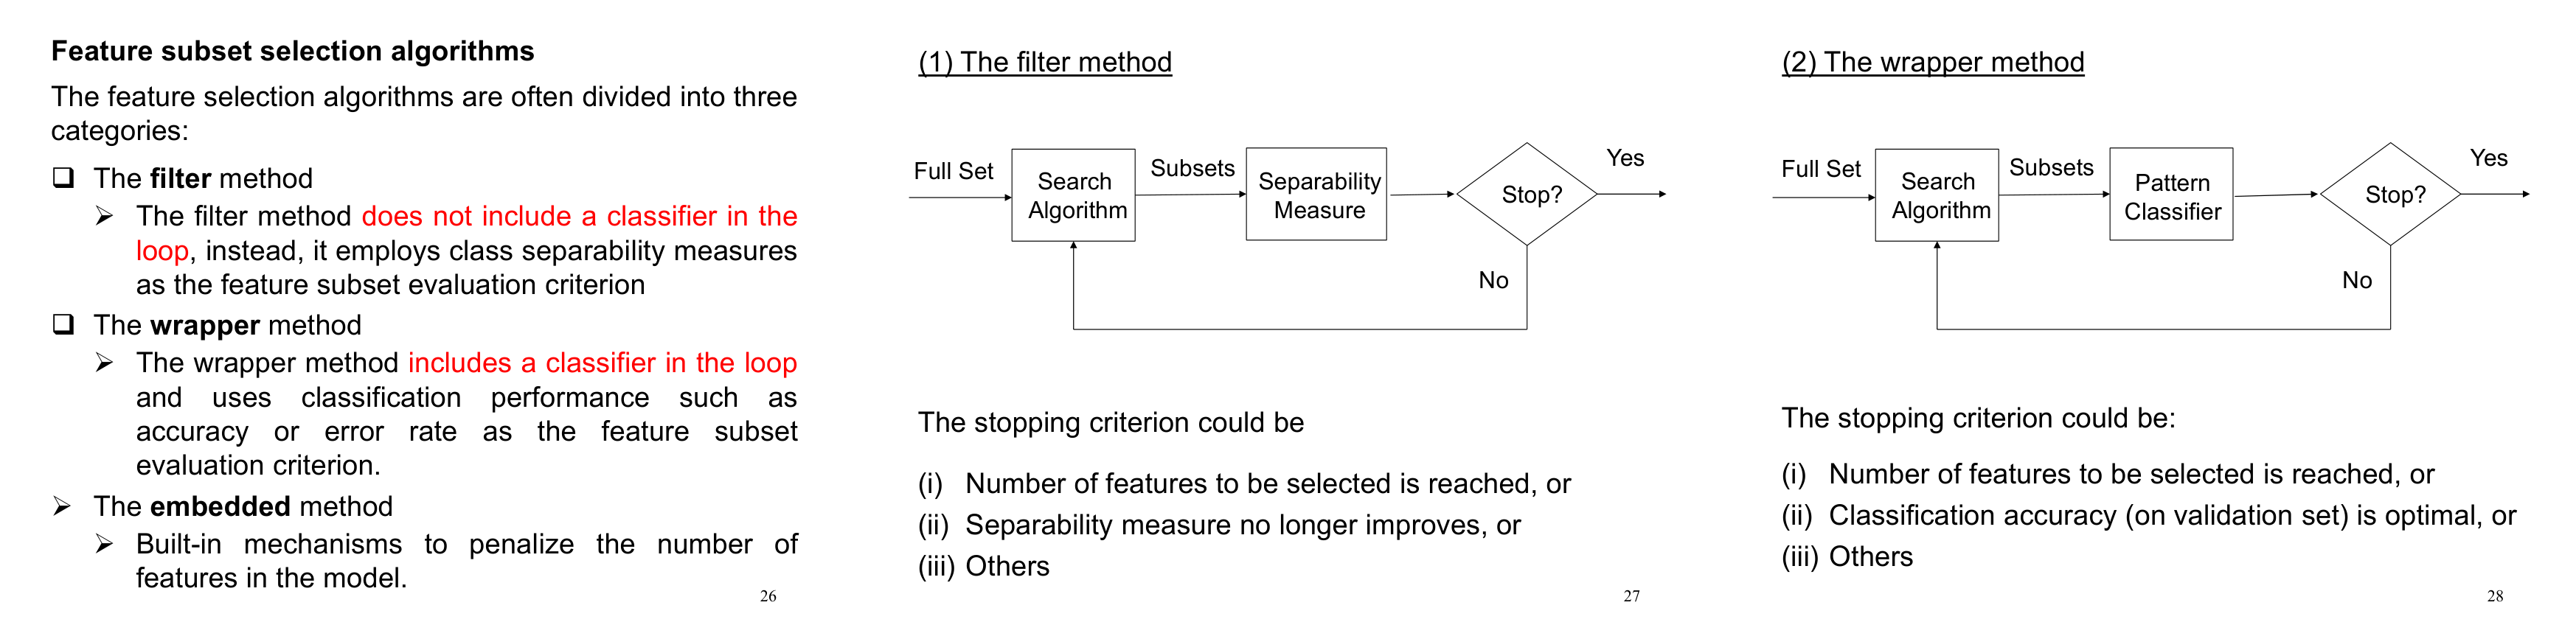 Feature subset selection algorithms
The feature selection algorithms are often divided into three
categories:
❑ The filter method
➢ The filter method does not include a classifier in the
loop, instead, it employs class separability measures
as the feature subset evaluation criterion
❑ The wrapper method
➢ The wrapper method includes a classifier in the loop
and uses classification performance such as
accuracy or error rate as the feature subset
evaluation criterion.
➢ The embedded method
➢ Built-in mechanisms to penalize the number of
features in the model.
26
(1) The filter method
Full Set
Search
Algorithm
Subsets
Separability
Measure
Stop?
Yes
No
The stopping criterion could be
(i) Number of features to be selected is reached, or
(ii) Separability measure no longer improves, or
(iii) Others
27
(2) The wrapper method
Full Set
Search
Algorithm
Subsets
Pattern
Classifier
Stop?
Yes
No
The stopping criterion could be:
(i) Number of features to be selected is reached, or
(ii) Classification accuracy (on validation set) is optimal, or
(iii) Others
28